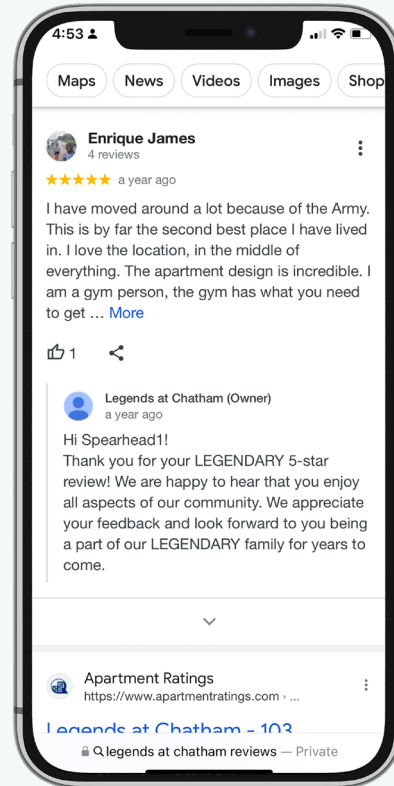 4:53
Maps News Videos Images Shop
Enrique James
4 reviews
a year ago
I have moved around a lot because of the Army.
This is by far the second best place I have lived
in. I love the location, in the middle of
everything. The apartment design is incredible. I
am a gym person, the gym has what you need
to get ... More
1
Legends at Chatham (Owner)
a year ago
Hi Spearhead1!
Thank you for your LEGENDARY 5-star
review! We are happy to hear that you enjoy
all aspects of our community. We appreciate
your feedback and look forward to you being
a part of our LEGENDARY family for years to
come.
Apartment Ratings
https://www.apartmentratings.com › ...
Legends at Chatham - 103
legends at chatham reviews — Private